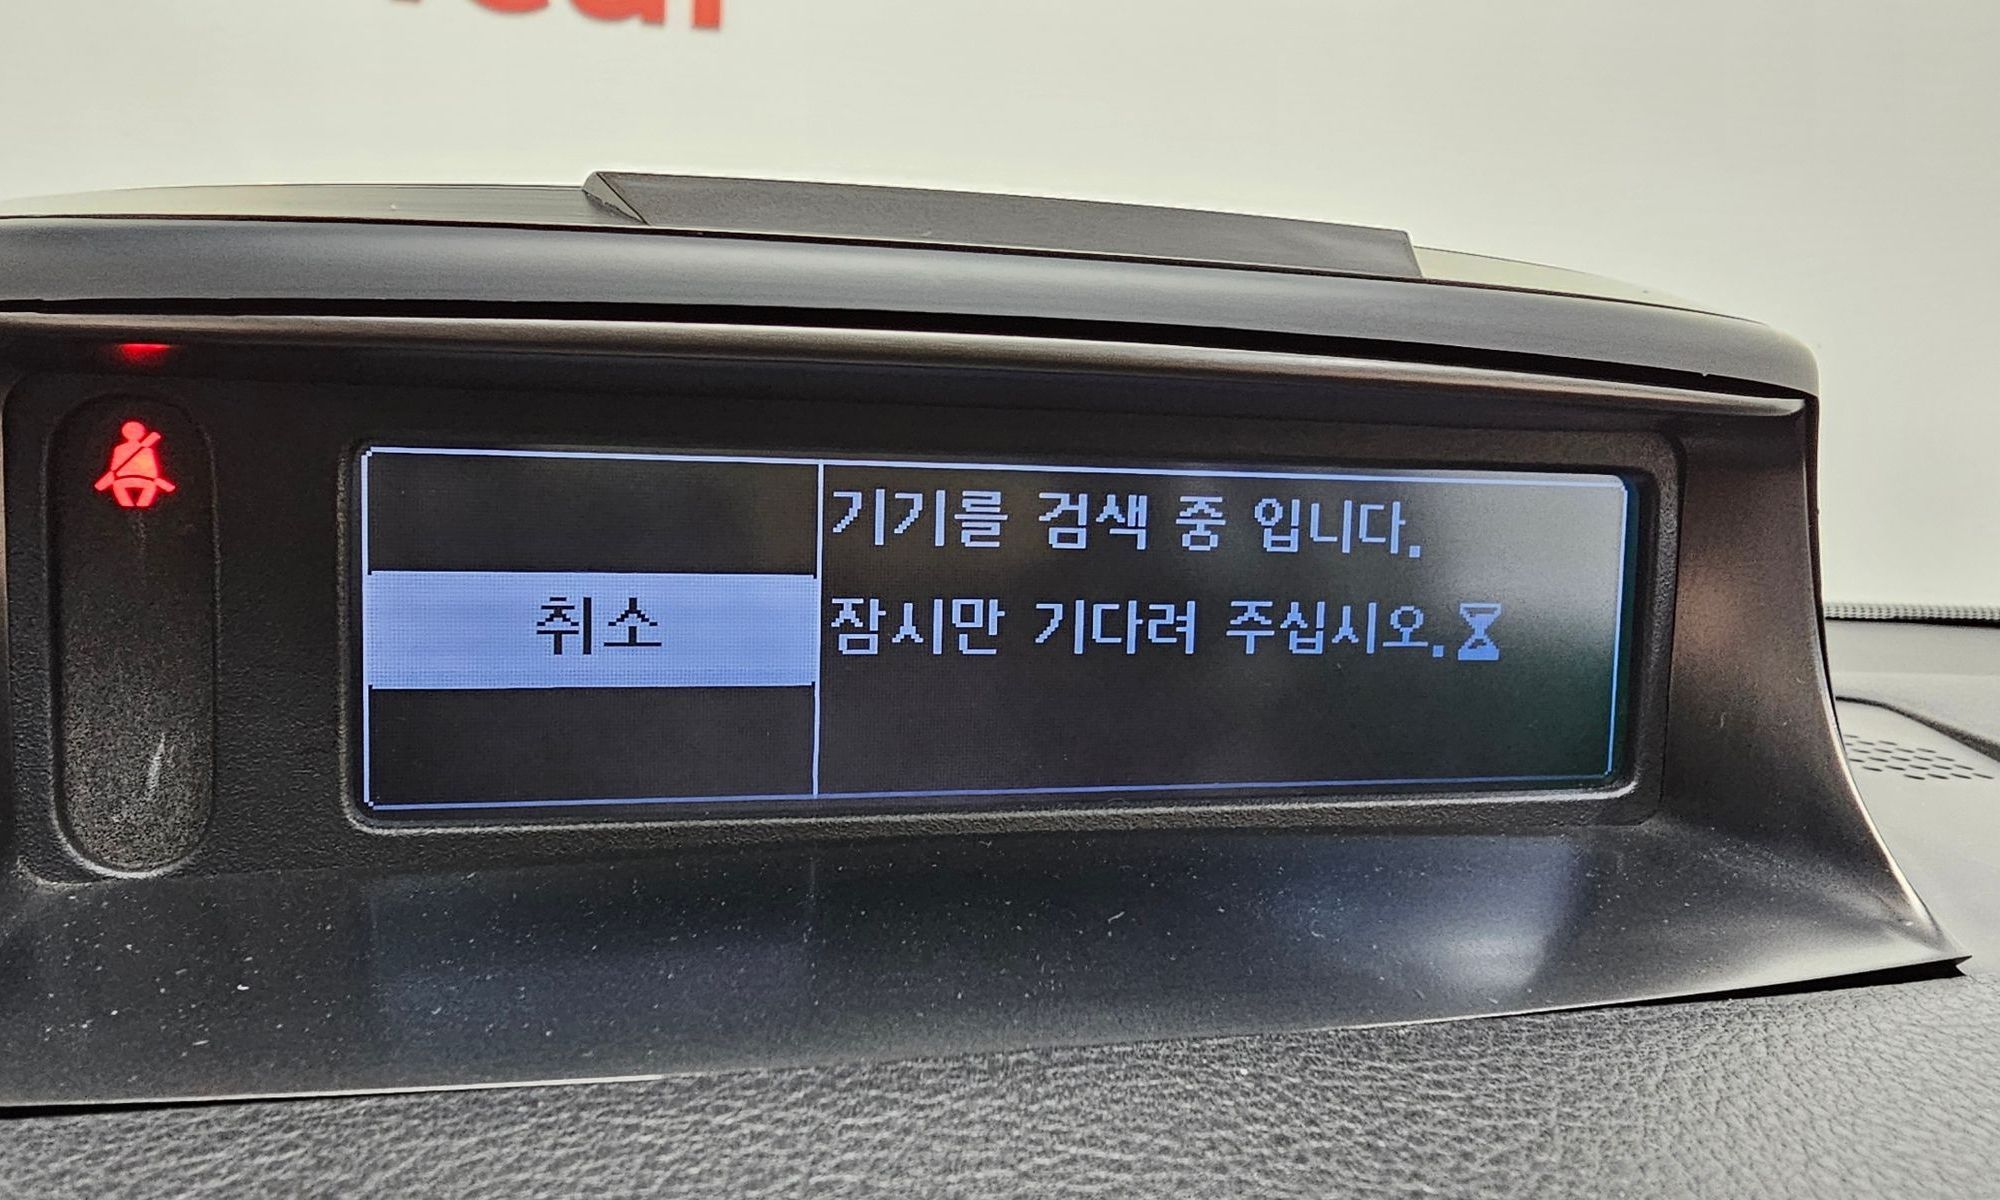 기기를 검색 중 입니다.
취소
잠시만 기다려 주십시오.